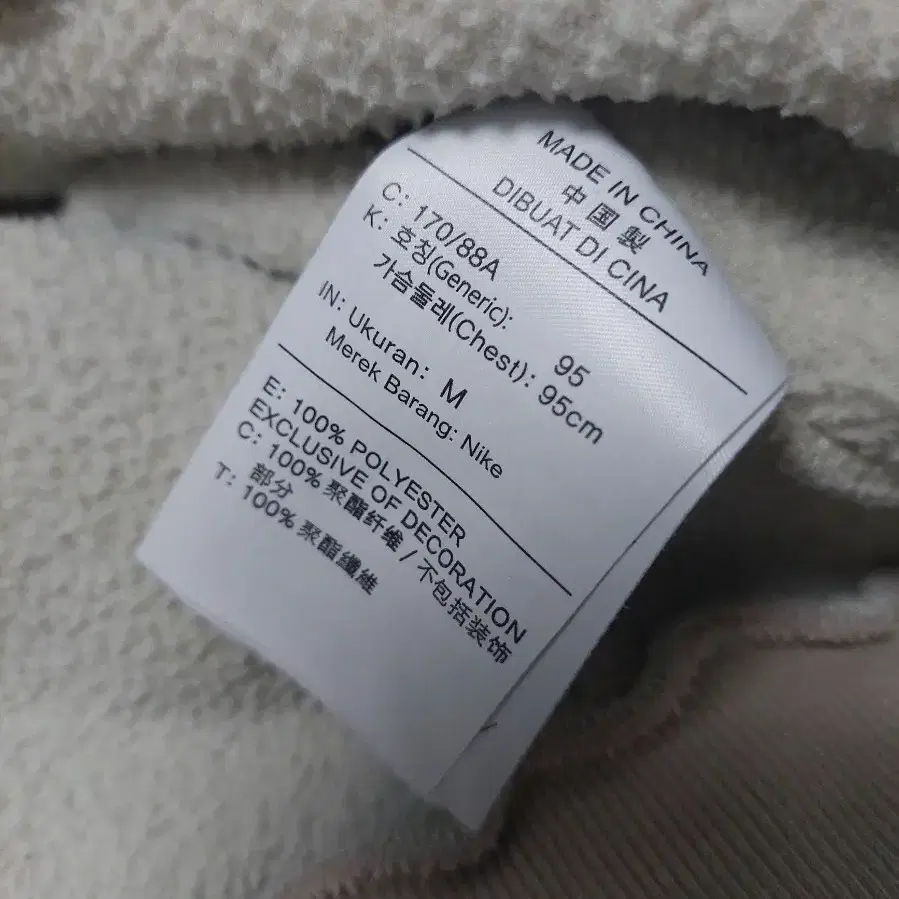 MADE IN CHINA
中 国 製
DIBUAT DI CINA
C: 170/88A
K: 호칭(Generic): 95
가슴둘레(Chest): 95cm
IN: Ukuran: M
Merek Barang: Nike
E: 100% POLYESTER
EXCLUSIVE OF DECORATION
C: 100% 聚酯纤维 / 不包括装饰
部分
T: 100% 聚酯纖維